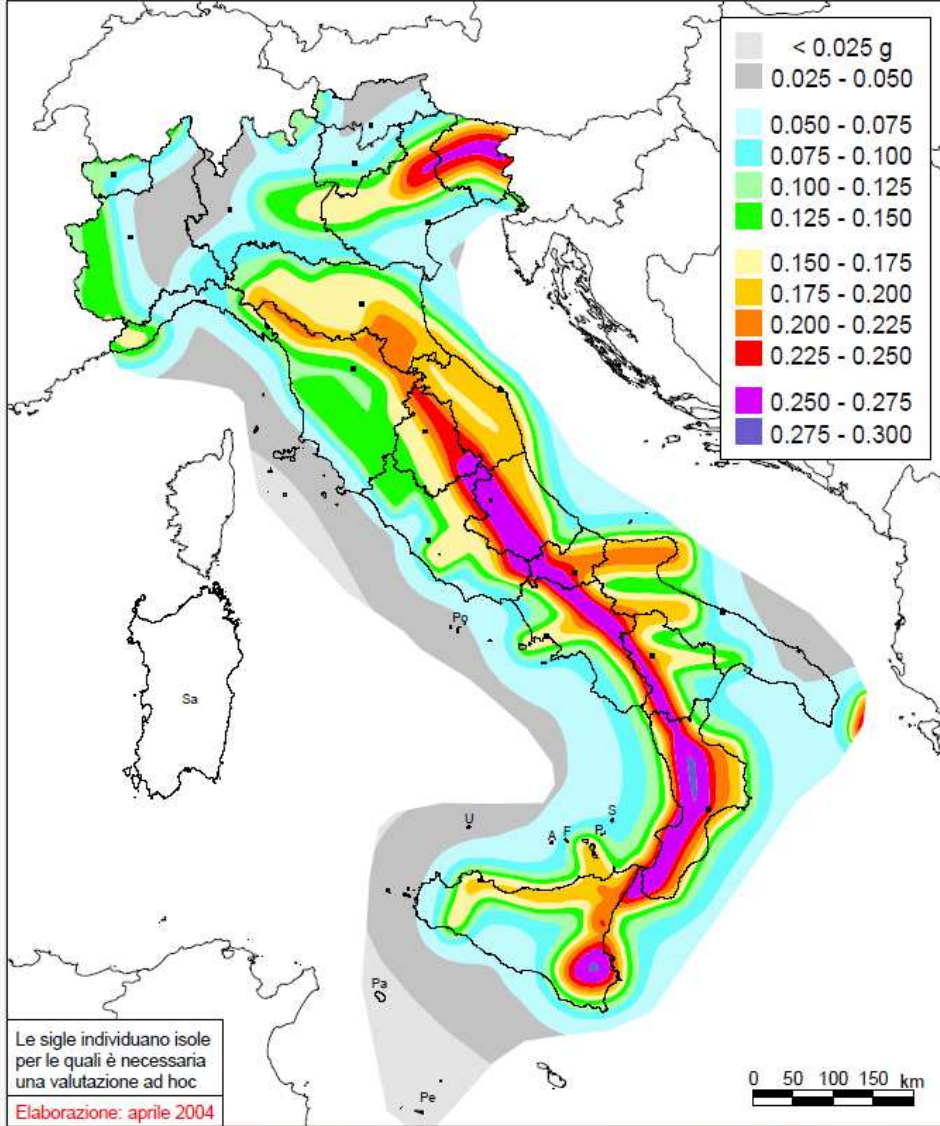 < 0.025 g
0.025 - 0.050
0.050 - 0.075
0.075 - 0.100
0.100 - 0.125
0.125 - 0.150
0.150 - 0.175
0.175 - 0.200
0.200 - 0.225
0.225 - 0.250
0.250 - 0.275
0.275 - 0.300
Po
Sa
U
A
F
P
S
Pa
Pe
Le sigle individuano isole
per le quali è necessaria
una valutazione ad hoc
Elaborazione: aprile 2004
0 50 100 150 km